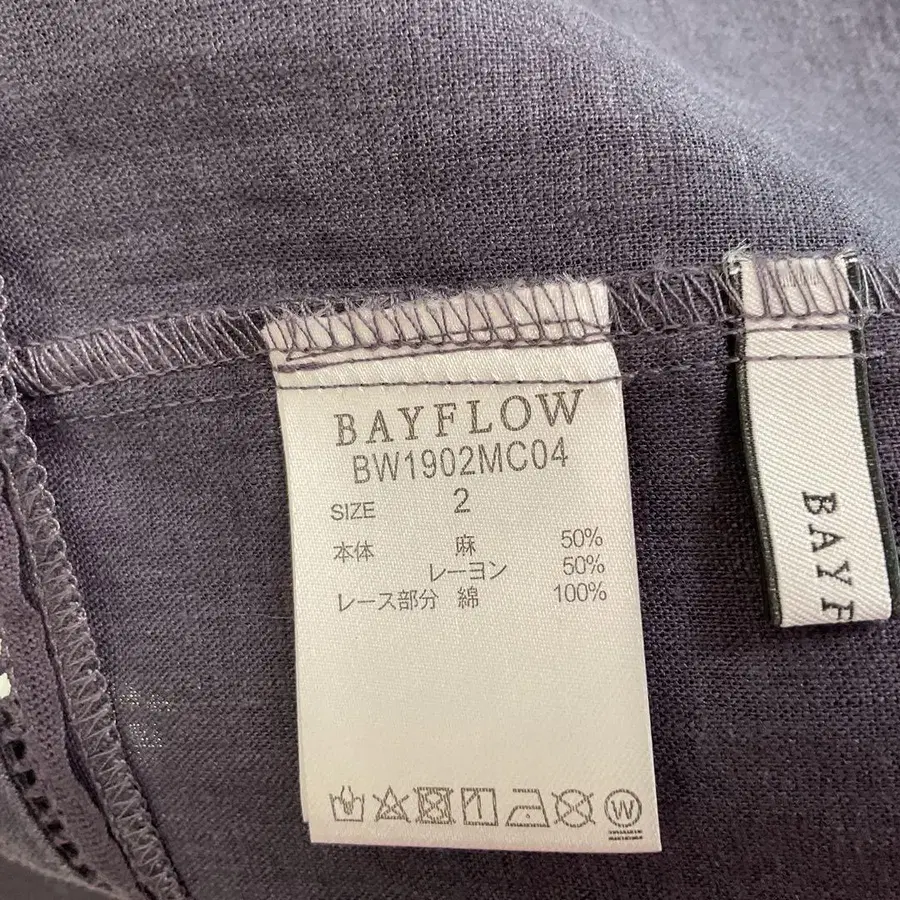 BAYFLOW
BW1902MC04
SIZE 2
本体 麻 50%
レーヨン 50%
レース部分 綿 100%
W
BAYF